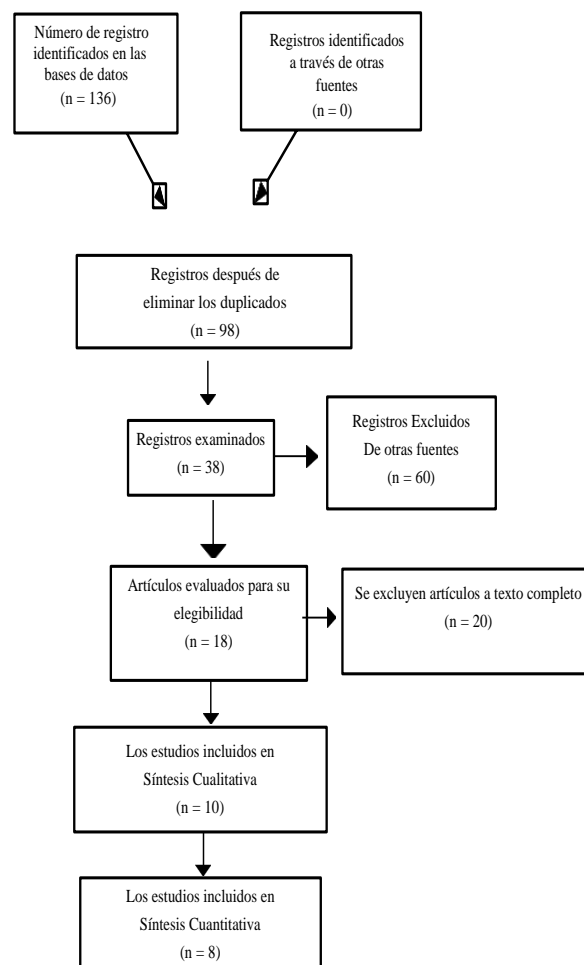 Número de registro
identificados en las
bases de datos
(n = 136)
Registros identificados
a través de otras
fuentes
(n = 0)
Registros después de
eliminar los duplicados
(n = 98)
Registros examinados
(n = 38)
Registros Excluidos
De otras fuentes
(n = 60)
Artículos evaluados para su
elegibilidad
(n = 18)
Se excluyen artículos a texto completo
(n = 20)
Los estudios incluidos en
Síntesis Cualitativa
(n = 10)
Los estudios incluidos en
Síntesis Cuantitativa
(n = 8)